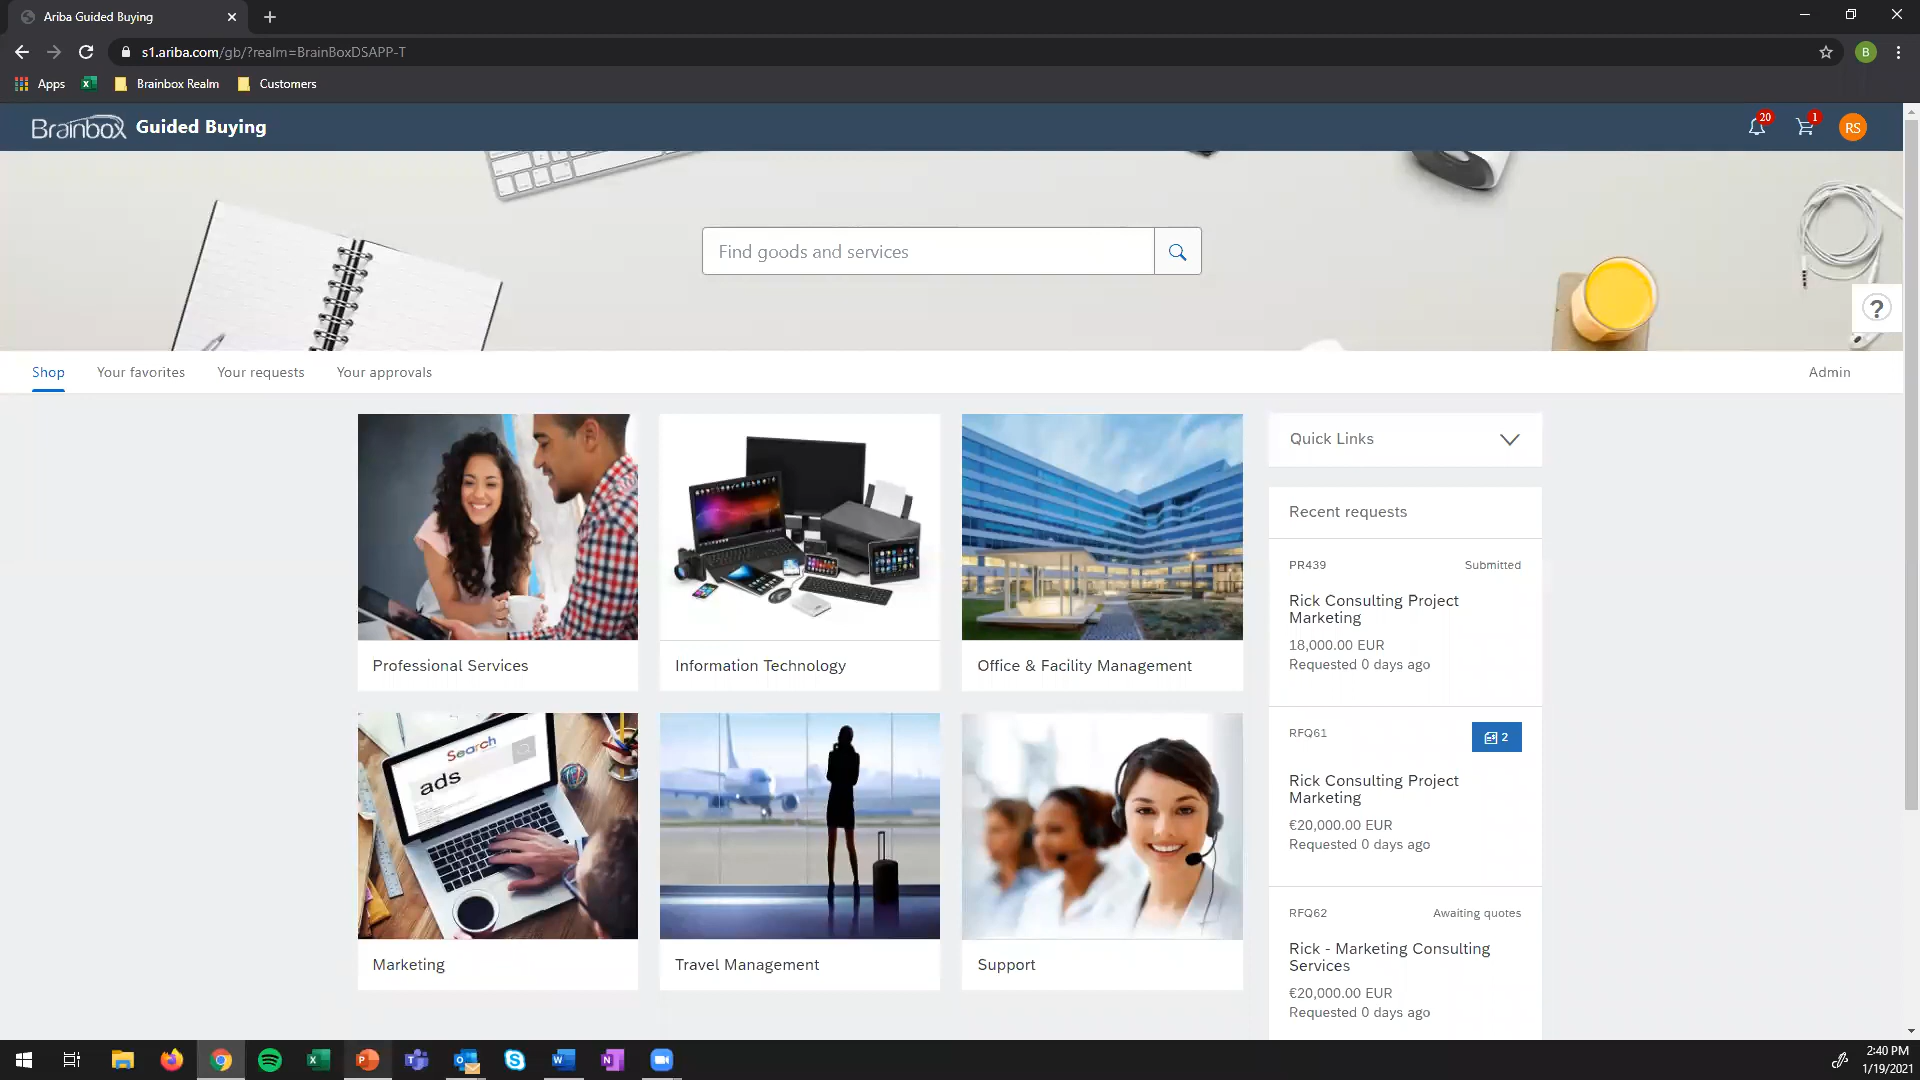 Ariba Guided Buying
s1.ariba.com/gb/?realm=BrainBoxDSAPP-T
B
Apps
Brainbox Realm
Customers
Brainbox Guided Buying
20
1
RS
Find goods and services
?
Shop
Your favorites
Your requests
Your approvals
Admin
Professional Services
Information Technology
Office & Facility Management
Search
ads
Marketing
Travel Management
Support
Quick Links
Recent requests
PR439
Submitted
Rick Consulting Project
Marketing
18,000.00 EUR
Requested 0 days ago
RFQ61
2
Rick Consulting Project
Marketing
€20,000.00 EUR
Requested 0 days ago
RFQ62
Awaiting quotes
Rick - Marketing Consulting
Services
€20,000.00 EUR
Requested 0 days ago
2:40 PM
1/19/2021